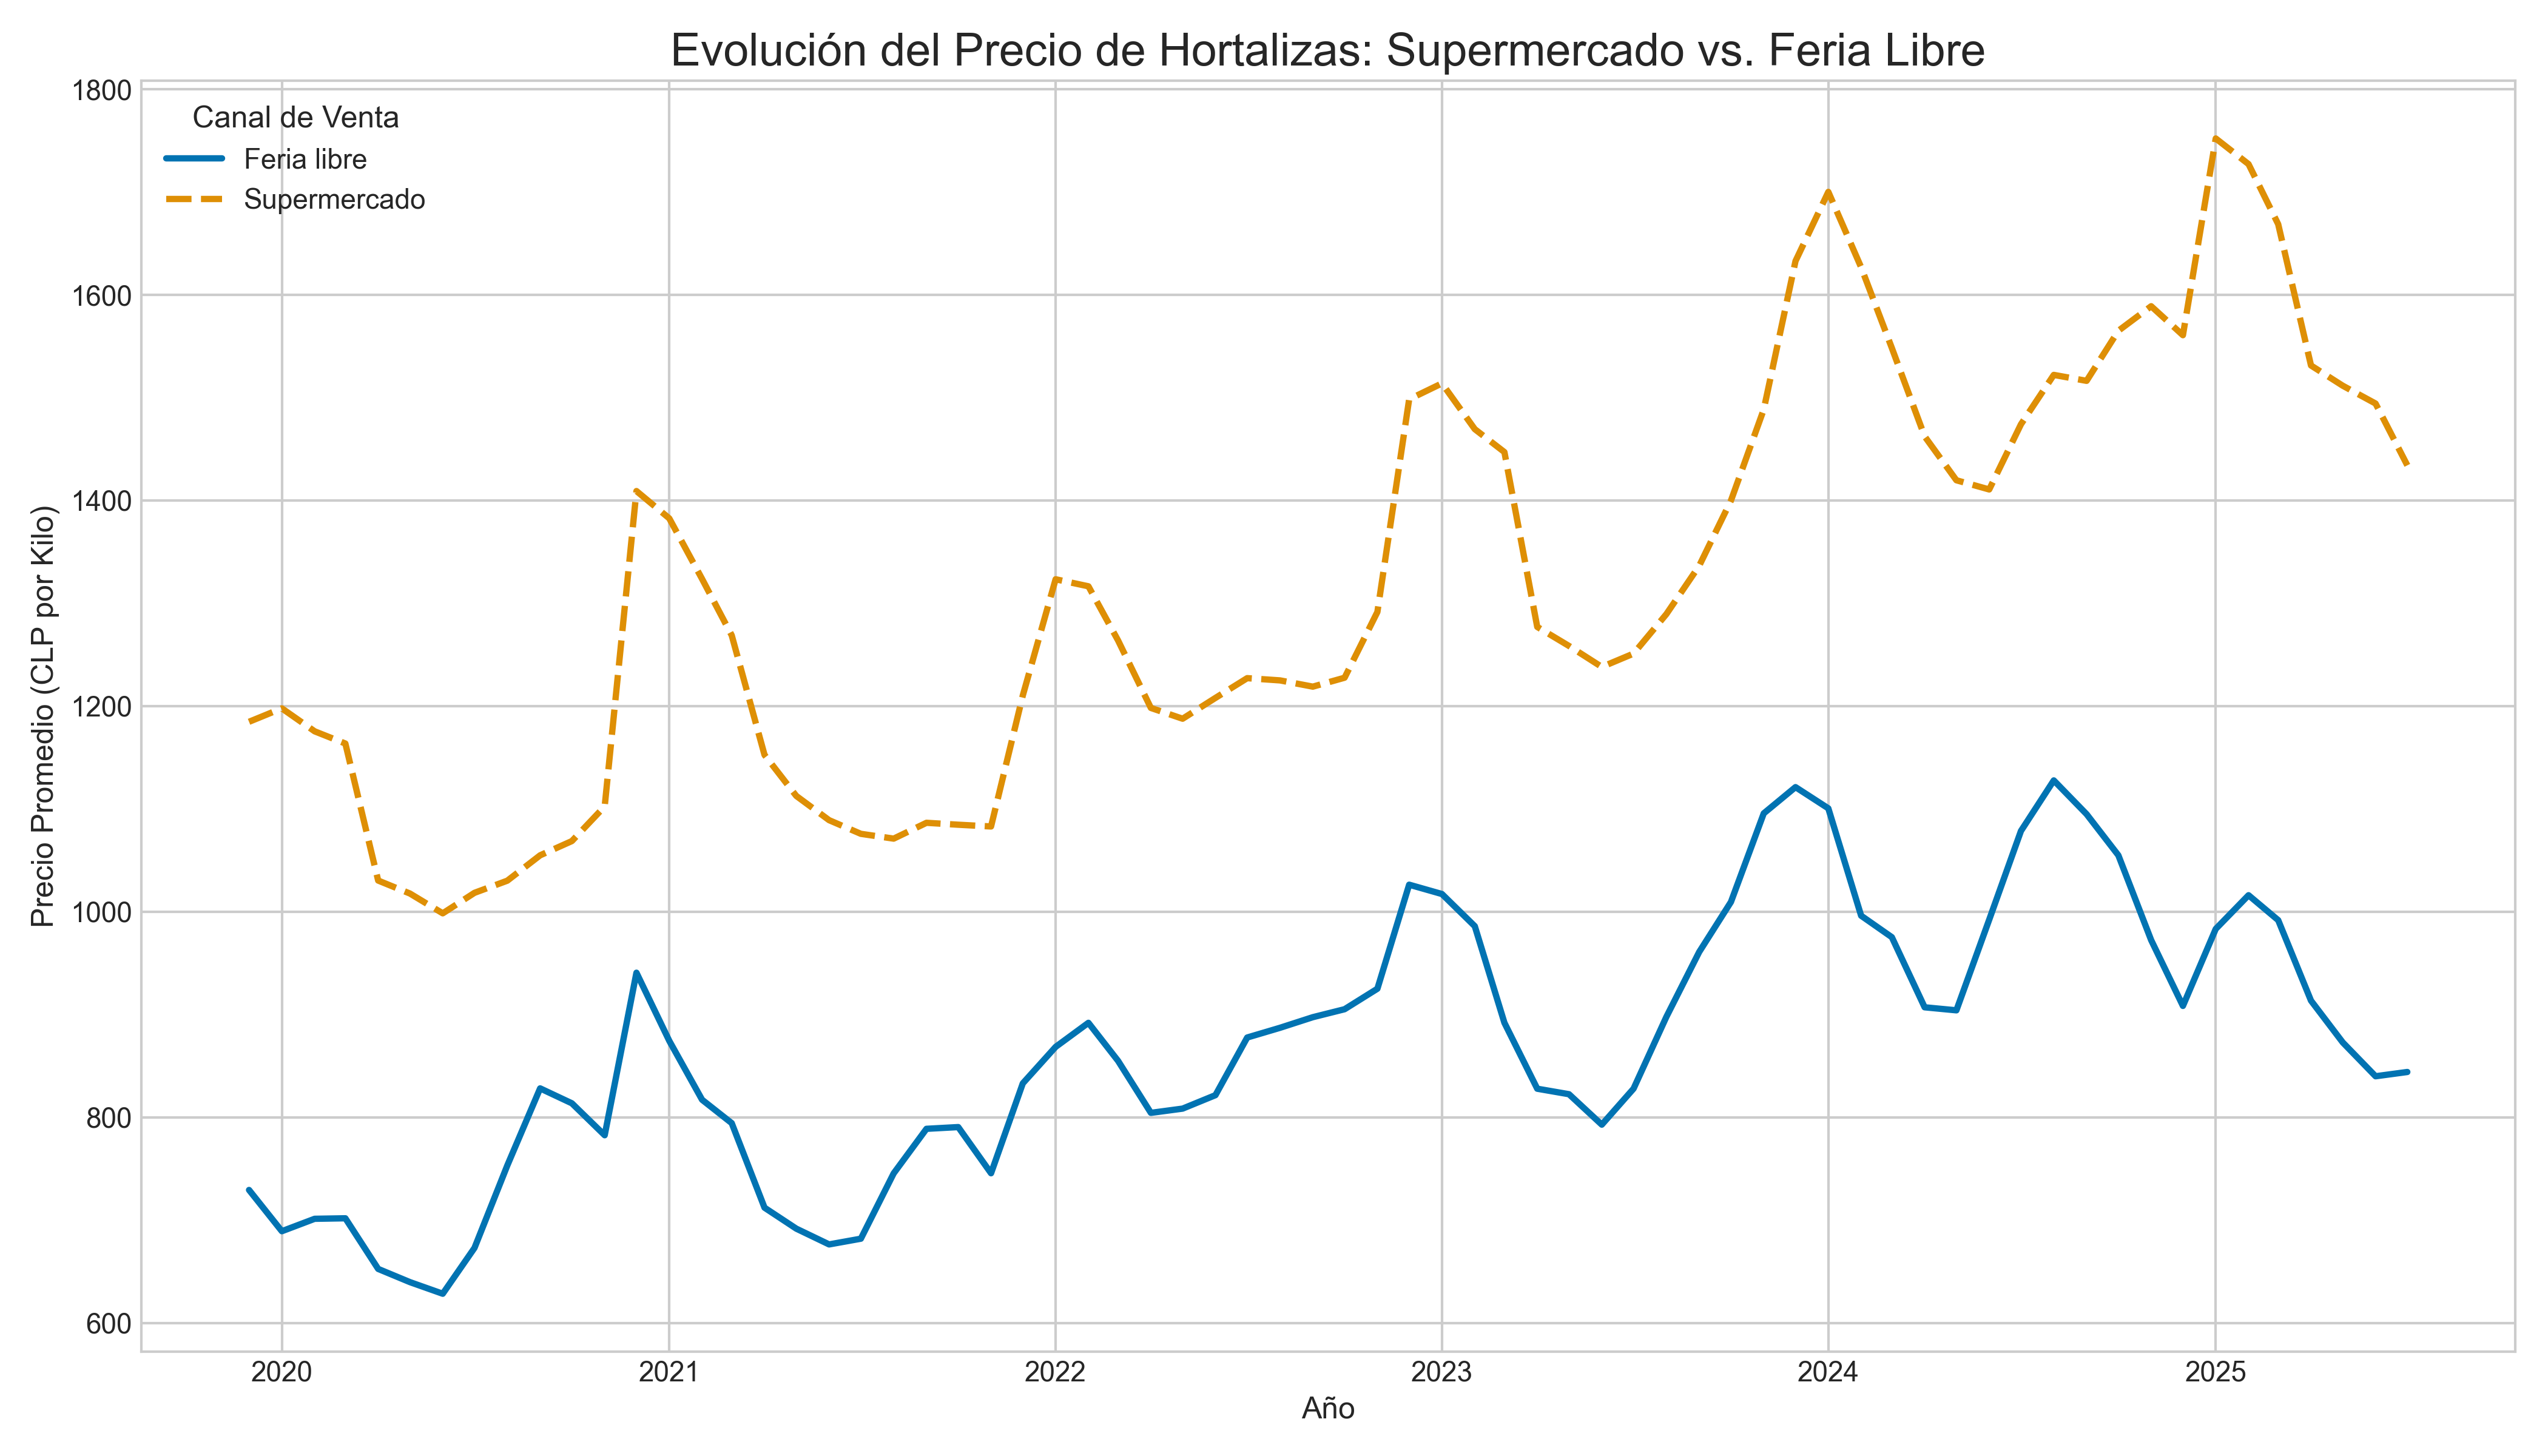 Evolución del Precio de Hortalizas: Supermercado vs. Feria Libre
Canal de Venta
Feria libre
Supermercado
Precio Promedio (CLP por Kilo)
1800
1600
1400
1200
1000
800
600
2020
2021
2022
2023
2024
2025
Año